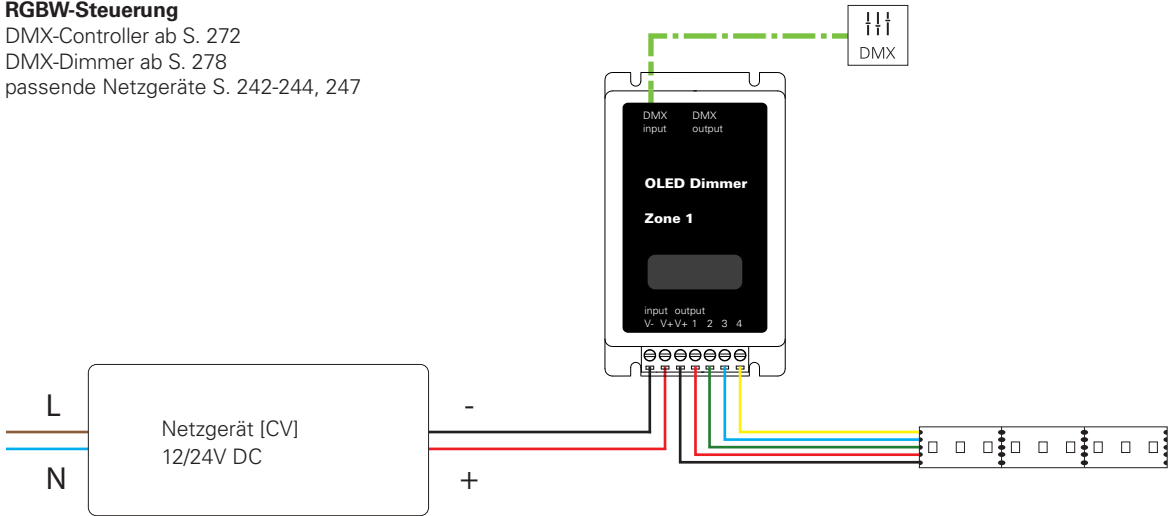 RGBW-Steuerung
DMX-Controller ab S. 272
DMX-Dimmer ab S. 278
passende Netzgeräte S. 242-244, 247
DMX
DMX DMX
input output
OLED Dimmer
Zone 1
input output
V- V+ V+ 1 2 3 4
L
N
Netzgerät [CV]
12/24V DC
-
+